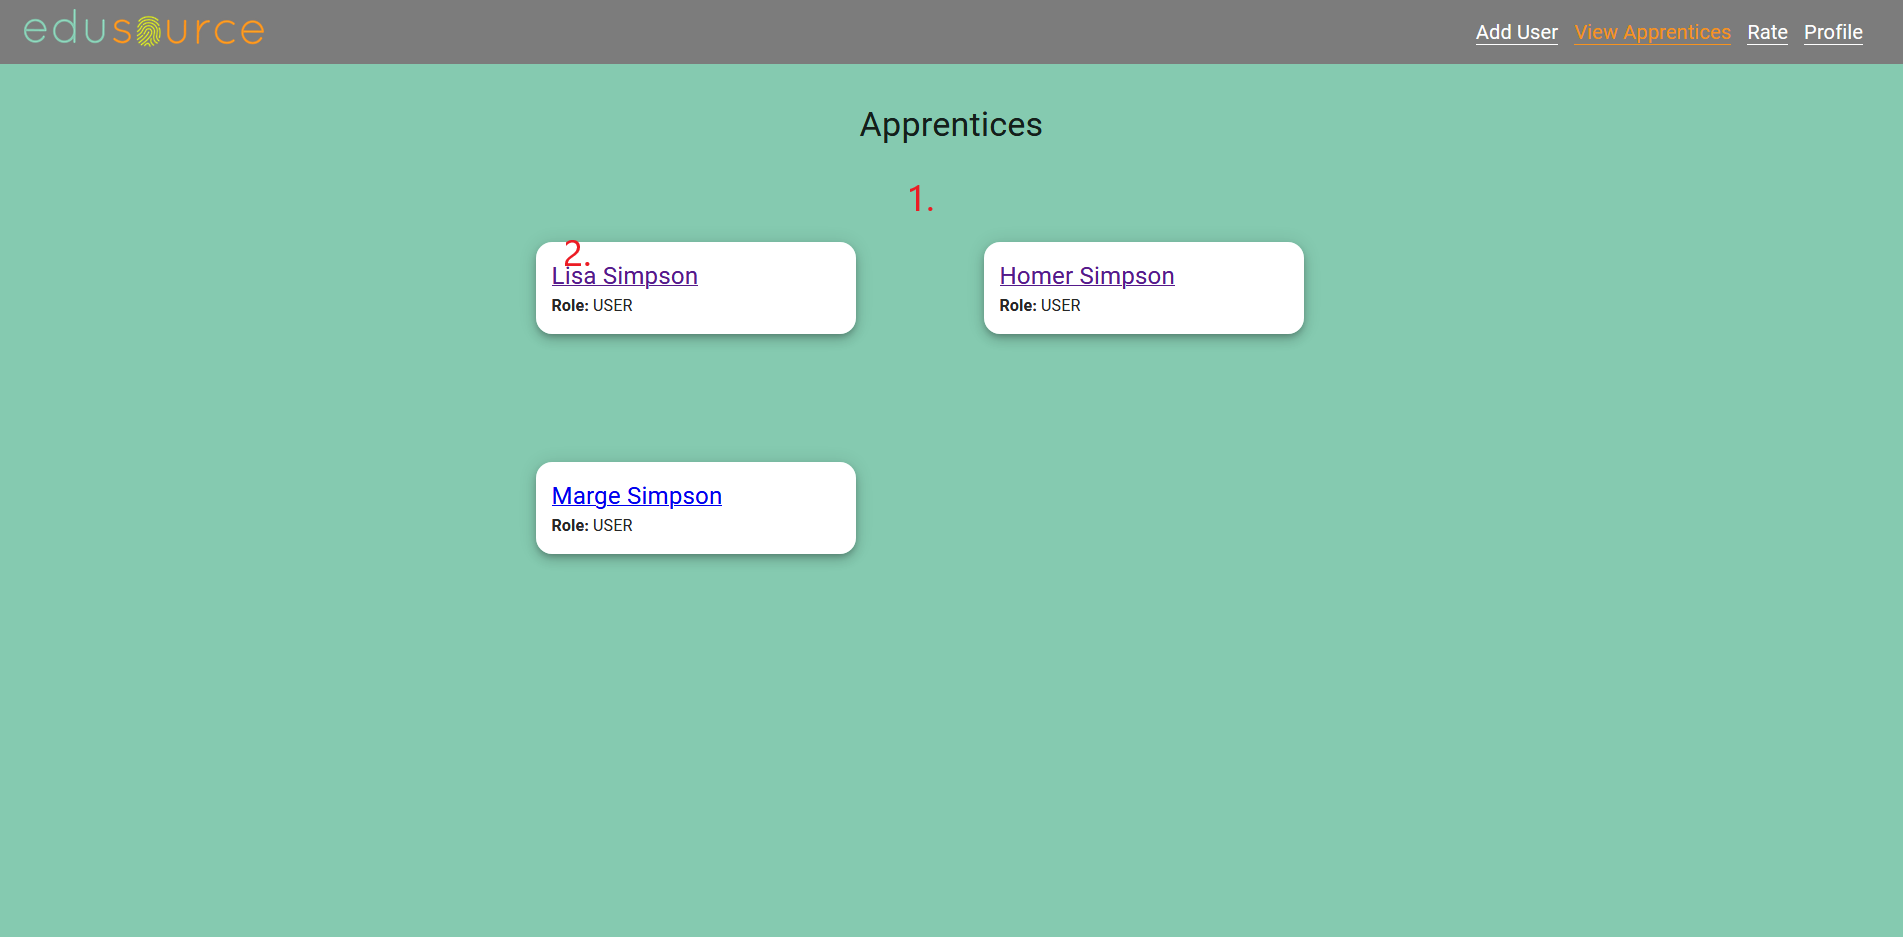 edusource
Add User View Apprentices Rate Profile
Apprentices
1.
2.
Lisa Simpson
Role: USER
Homer Simpson
Role: USER
Marge Simpson
Role: USER